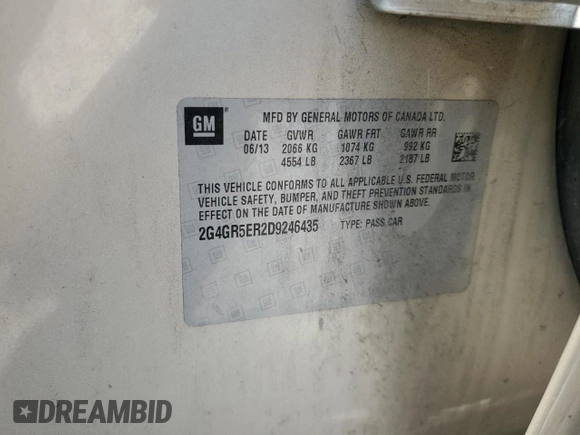 GM
MFD BY GENERAL MOTORS OF CANADA LTD.
DATE GVWR GAWR FRT GAWR RR
06/13 2066 KG 1074 KG 992 KG
4554 LB 2367 LB 2187 LB
THIS VEHICLE CONFORMS TO ALL APPLICABLE U.S. FEDERAL MOTOR
VEHICLE SAFETY, BUMPER, AND THEFT PREVENTION STANDARDS IN
EFFECT ON THE DATE OF MANUFACTURE SHOWN ABOVE.
2G4GR5ER2D9246435 TYPE: PASS CAR
DREAMBID